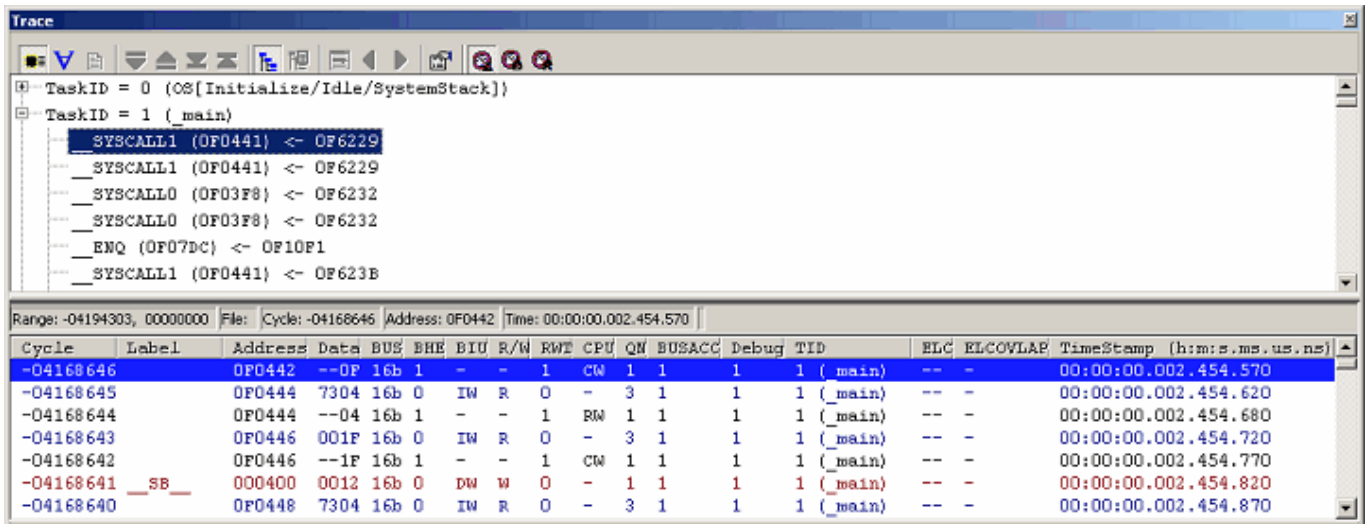 Trace
TaskID = 0 (OS[Initialize/Idle/SystemStack])
TaskID = 1 (_main)
__SYSCALL1 (0F0441) <- 0F6229
__SYSCALL1 (0F0441) <- 0F6229
__SYSCALL0 (0F03F8) <- 0F6232
__SYSCALL0 (0F03F8) <- 0F6232
__ENQ (0F07DC) <- 0F10F1
__SYSCALL1 (0F0441) <- 0F623B
Range: -04194303, 00000000 File: Cycle: -04168646 Address: 0F0442 Time: 00:00:00.002.454.570
Cycle Label Address Data BUS BHE BIU R/W RWT CPU QN BUSACC Debug TID ELC ELCOVLAP TimeStamp (h:m:s.ms.us.ns)
-04168646 0F0442 --0F 16b 1 - - 1 CW 1 1 1 1 (_main) -- - 00:00:00.002.454.570
-04168645 0F0444 7304 16b 0 IW R 0 - 3 1 1 1 (_main) -- - 00:00:00.002.454.620
-04168644 0F0444 --04 16b 1 - - 1 RW 1 1 1 1 (_main) -- - 00:00:00.002.454.680
-04168643 0F0446 001F 16b 0 IW R 0 - 3 1 1 1 (_main) -- - 00:00:00.002.454.720
-04168642 0F0446 --1F 16b 1 - - 1 CW 1 1 1 1 (_main) -- - 00:00:00.002.454.770
-04168641 __SB__ 000400 0012 16b 0 DW W 0 - 1 1 1 1 (_main) -- - 00:00:00.002.454.820
-04168640 0F0448 7304 16b 0 IW R 0 - 3 1 1 1 (_main) -- - 00:00:00.002.454.870